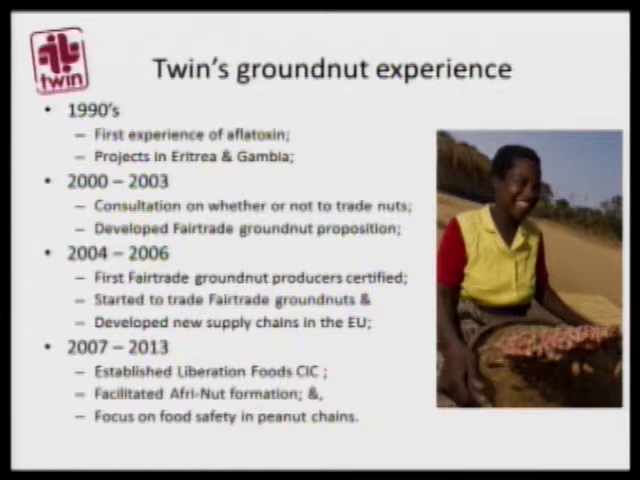 twin
Twin's groundnut experience
• 1990's
– First experience of aflatoxin;
– Projects in Eritrea & Gambia;
• 2000 – 2003
– Consultation on whether or not to trade nuts;
– Developed Fairtrade groundnut proposition;
• 2004 – 2006
– First Fairtrade groundnut producers certified;
– Started to trade Fairtrade groundnuts &
– Developed new supply chains in the EU;
• 2007 – 2013
– Established Liberation Foods CIC ;
– Facilitated Afri-Nut formation; &,
– Focus on food safety in peanut chains.